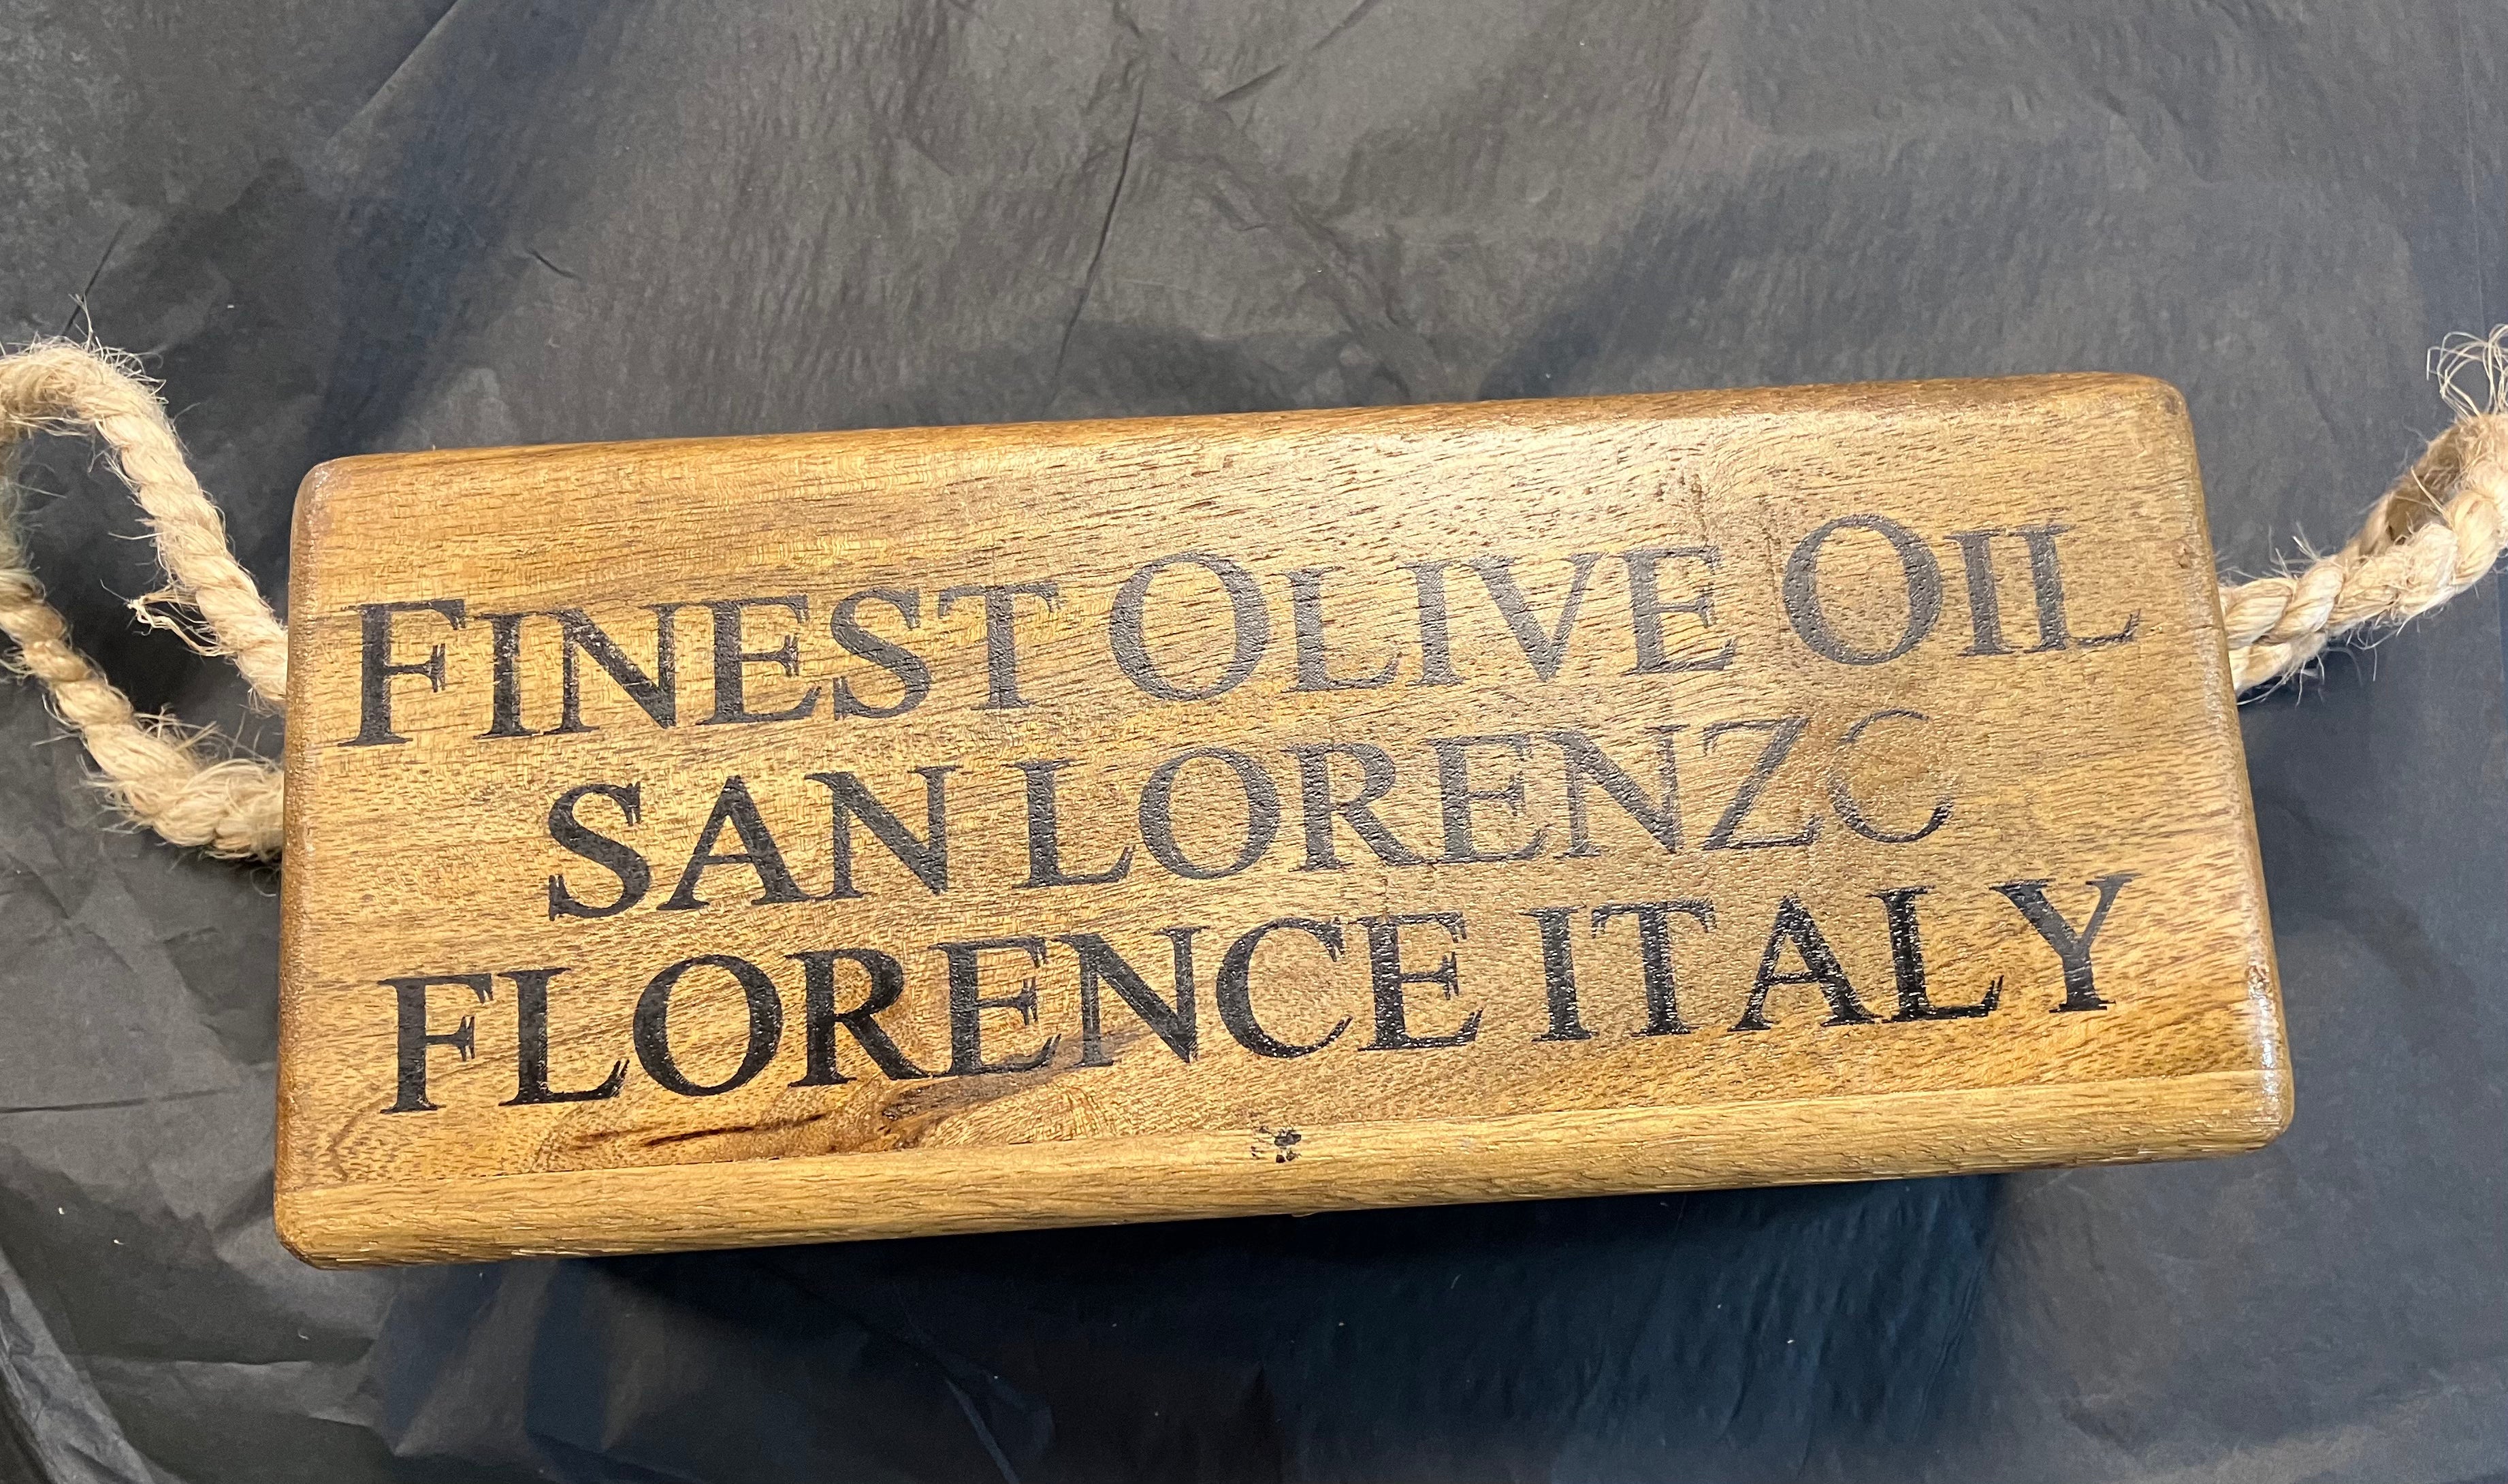 FINEST OLIVE OIL
SAN LORENZO
FLORENCE ITALY